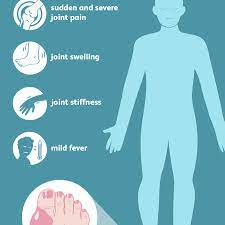 sudden and severe
joint pain
joint swelling
joint stiffness
mild fever